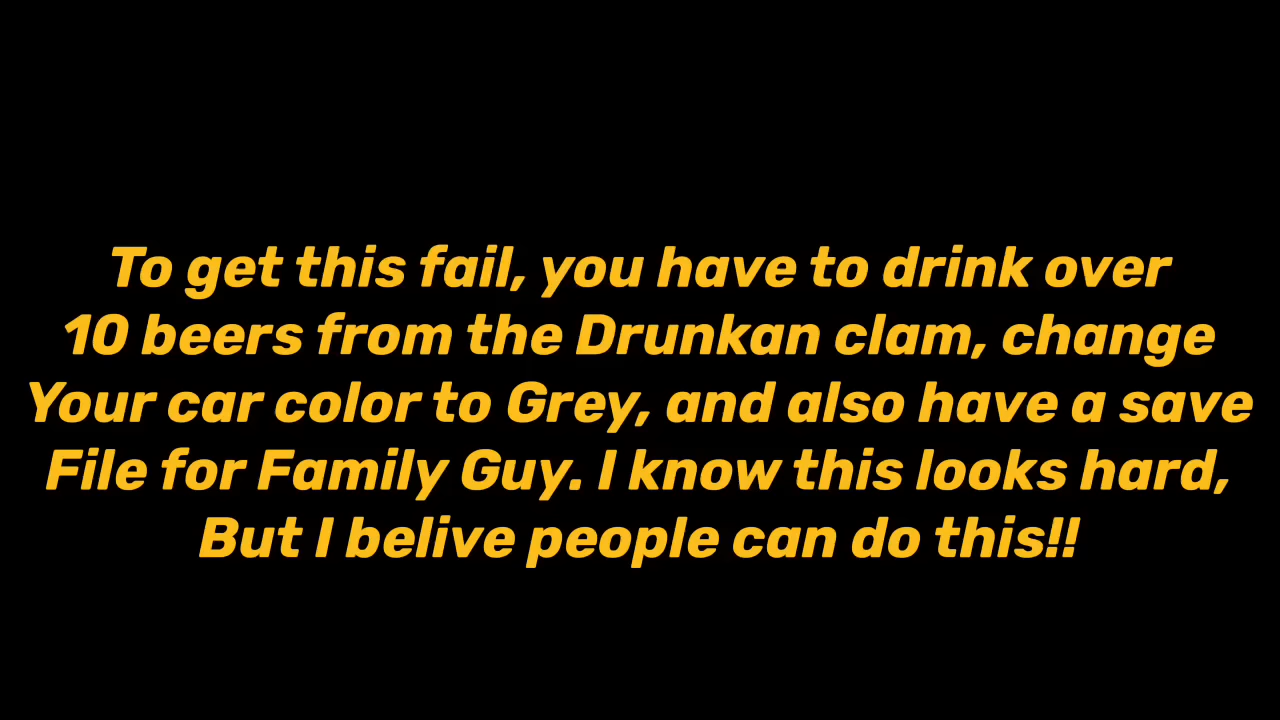 To get this fail, you have to drink over
10 beers from the Drunkan clam, change
Your car color to Grey, and also have a save
File for Family Guy. I know this looks hard,
But I belive people can do this!!